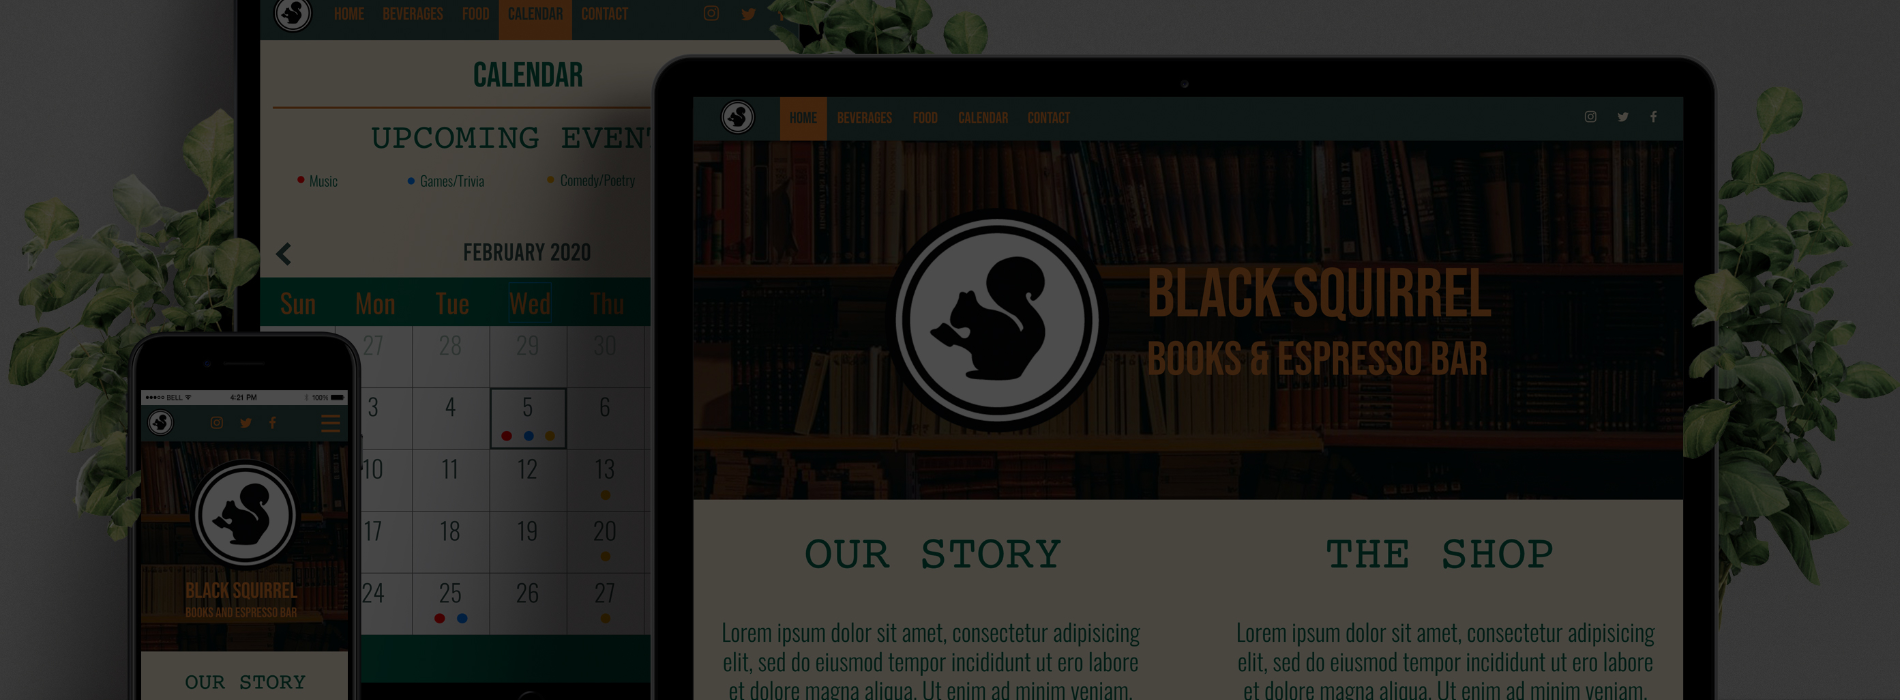 HOME BEVERAGES FOOD CALENDAR CONTACT
CALENDAR
UPCOMING EVENT
Music Games/Trivia Comedy/Poetry
FEBRUARY 2020
Sun Mon Tue Wed Thu
27 28 29 30
3 4 5 6
10 11 12 13
17 18 19 20
24 25 26 27
BELL 4:21 PM 100%
BLACK SQUIRREL
BOOKS AND ESPRESSO BAR
OUR STORY
HOME BEVERAGES FOOD CALENDAR CONTACT
BLACK SQUIRREL
BOOKS & ESPRESSO BAR
OUR STORY
Lorem ipsum dolor sit amet, consectetur adipisicing
elit, sed do eiusmod tempor incididunt ut ero labore
et dolore magna aliqua. Ut enim ad minim veniam,
THE SHOP
Lorem ipsum dolor sit amet, consectetur adipisicing
elit, sed do eiusmod tempor incididunt ut ero labore
et dolore magna aliqua. Ut enim ad minim veniam,